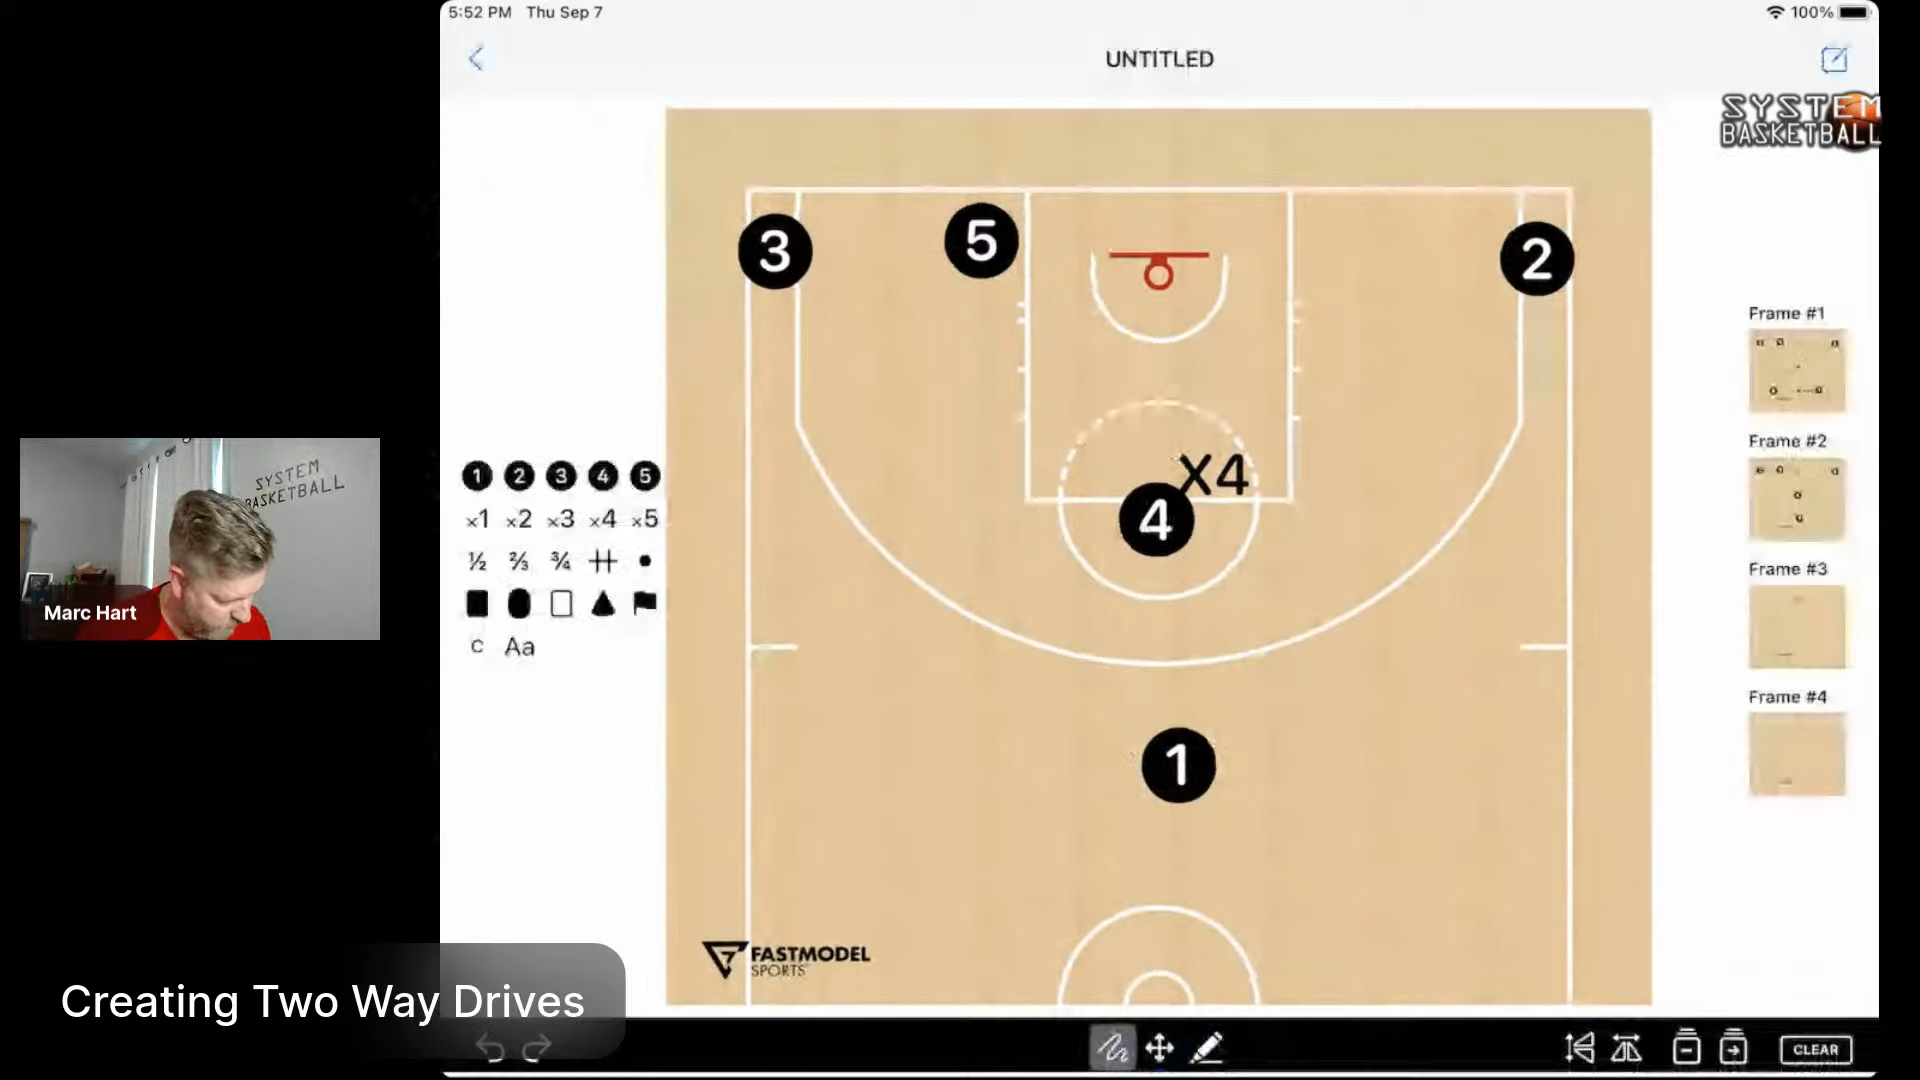 5:52 PM Thu Sep 7
100%
UNTITLED
SYSTEM
BASKETBALL
3
5
2
X4
4
1
1 2 3 4 5
x1 x2 x3 x4 x5
½ ⅔ ¾
C Aa
Frame #1
Frame #2
Frame #3
Frame #4
SYSTEM
BASKETBALL
Marc Hart
FASTMODEL
SPORTS
Creating Two Way Drives
CLEAR